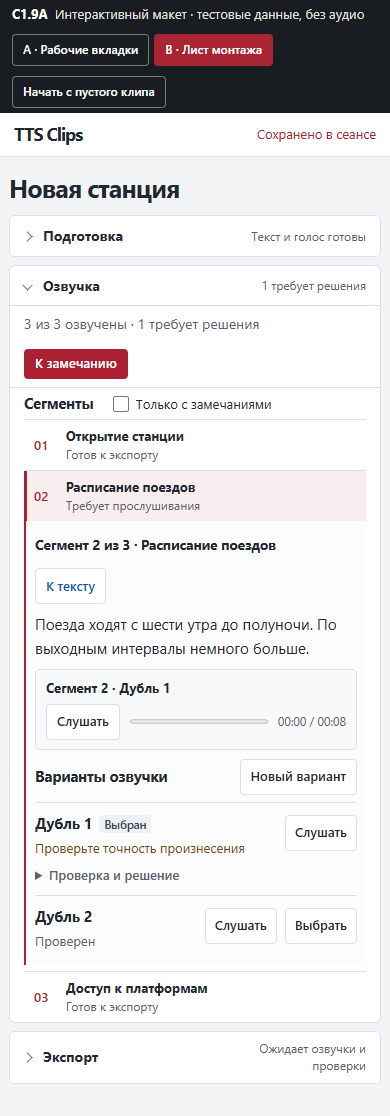 C1.9A Интерактивный макет · тестовые данные, без аудио
A · Рабочие вкладки
B · Лист монтажа
Начать с пустого клипа
TTS Clips
Сохранено в сеансе
Новая станция
Подготовка
Текст и голос готовы
Озвучка
1 требует решения
3 из 3 озвучены · 1 требует решения
К замечанию
Сегменты
Только с замечаниями
01
Открытие станции
Готов к экспорту
02
Расписание поездов
Требует прослушивания
Сегмент 2 из 3 · Расписание поездов
К тексту
Поезда ходят с шести утра до полуночи. По
выходным интервалы немного больше.
Сегмент 2 · Дубль 1
Слушать
00:00 / 00:08
Варианты озвучки
Новый вариант
Дубль 1
Выбран
Слушать
Проверьте точность произнесения
Проверка и решение
Дубль 2
Слушать
Выбрать
Проверен
03
Доступ к платформам
Готов к экспорту
Экспорт
Ожидает озвучки и
проверки